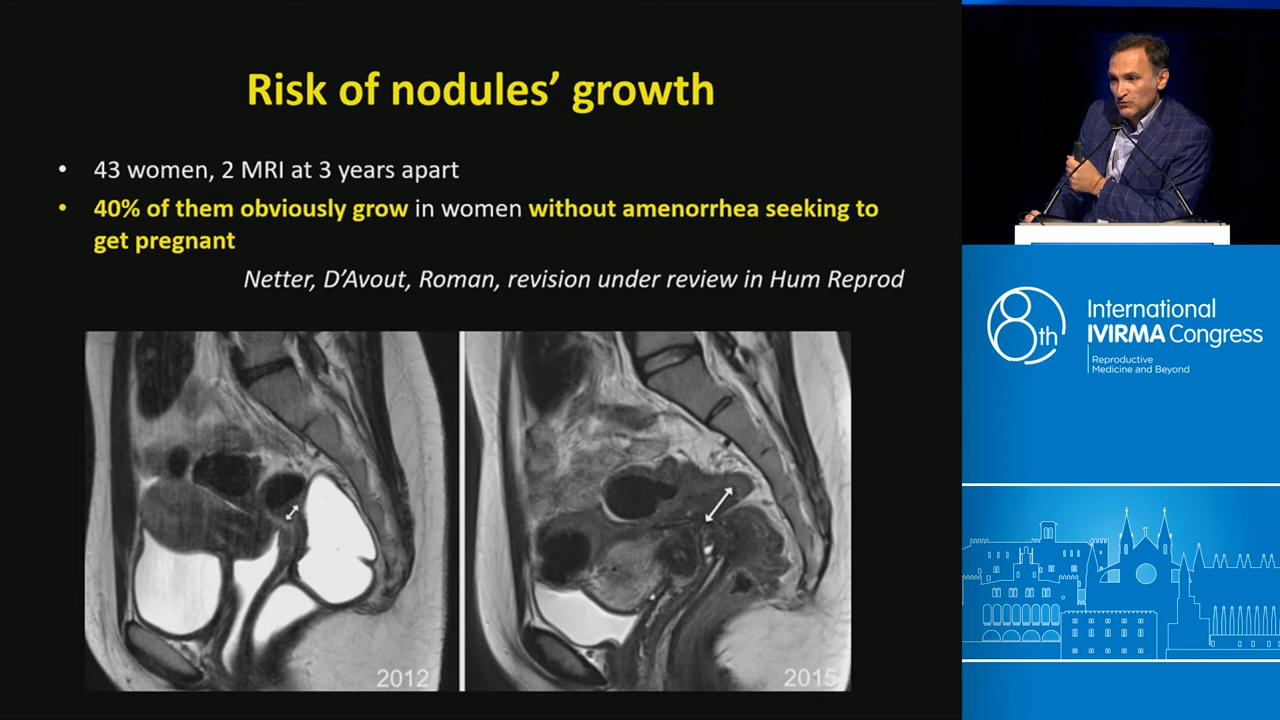 Risk of nodules’ growth
• 43 women, 2 MRI at 3 years apart
• 40% of them obviously grow in women without amenorrhea seeking to
get pregnant
Netter, D’Avout, Roman, revision under review in Hum Reprod
2012
2015
8th
International
IVIRMA Congress
Reproductive
Medicine and Beyond